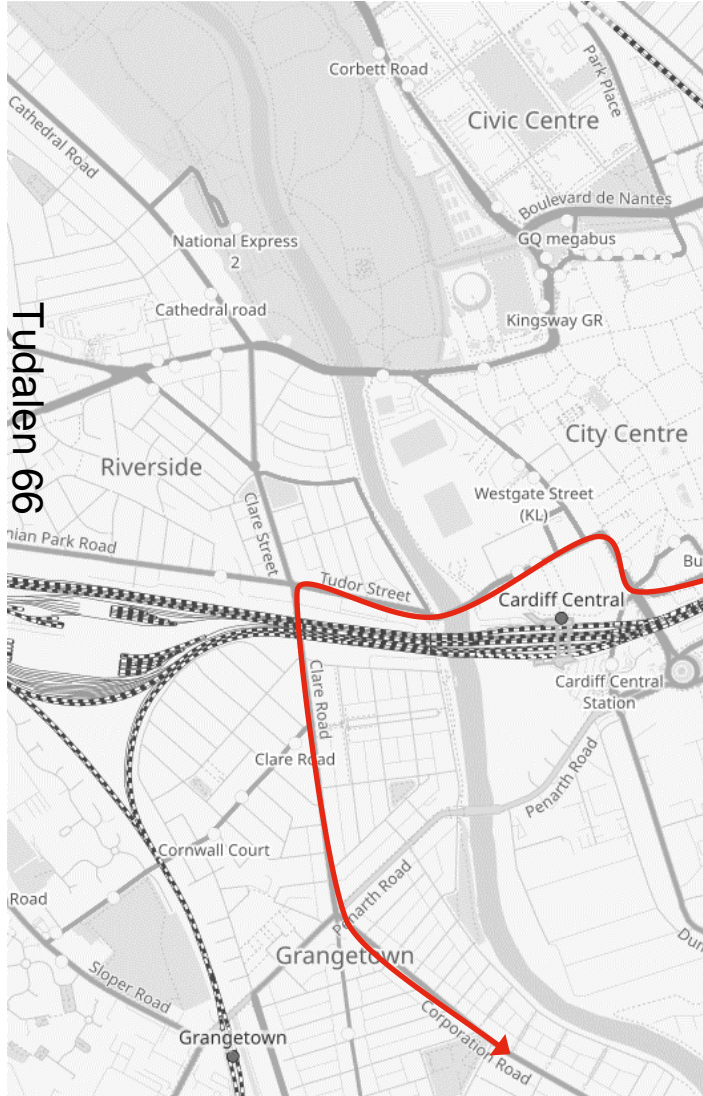 Corbett Road
Park Place
Cathedral Road
Civic Centre
Boulevard de Nantes
National Express
2
GQ megabus
Cathedral road
Kingsway GR
Tudalen 66
City Centre
Riverside
Westgate Street
(KL)
Clare Street
nian Park Road
Bu
Tudor Street
Cardiff Central
Cardiff Central
Station
Clare Road
Clare Road
Penarth Road
Cornwall Court
Penarth Road
Road
Dun
Grangetown
Sloper Road
Corporation Road
Grangetown